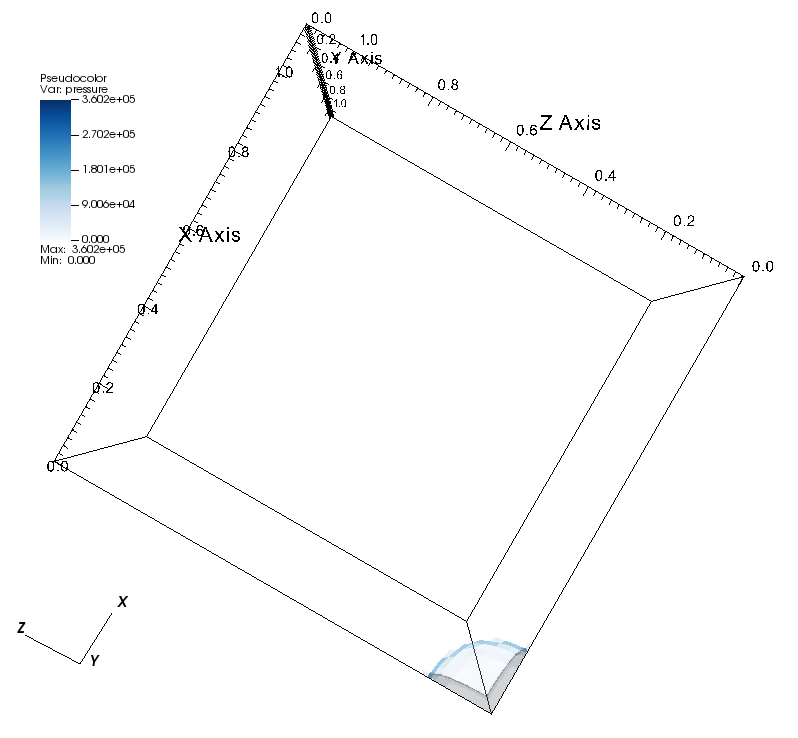 Pseudocolor
Var: pressure
3.602e+05
2.702e+05
1.801e+05
9.006e+04
0.000
Max: 3.602e+05
Min: 0.000
0.0
0.2
0.6
0.8
1.0
Y Axis
1.0
0.8
0.6
0.4
0.2
0.0
Z Axis
1.0
0.8
0.6
0.4
0.2
0.0
X Axis
X
Z
Y